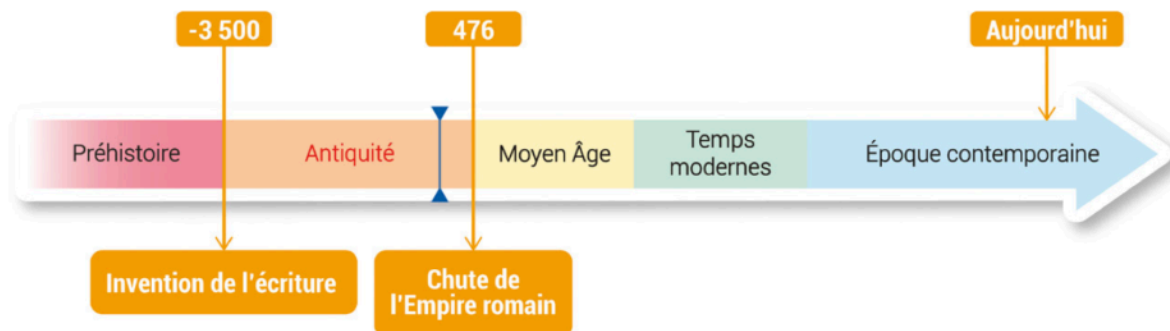 -3 500
476
Aujourd'hui
Préhistoire
Antiquité
Moyen Âge
Temps
modernes
Époque contemporaine
Invention de l'écriture
Chute de
l'Empire romain